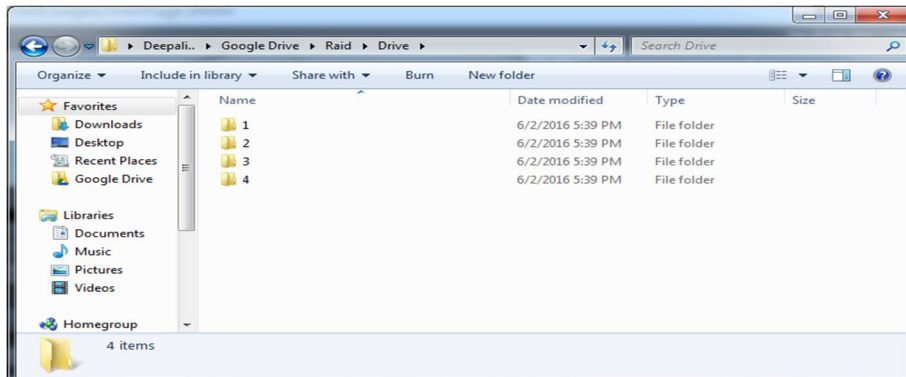 Deepali.. ▸ Google Drive ▸ Raid ▸ Drive ▸ Search Drive
Organize Include in library Share with Burn New folder
Favorites
Downloads
Desktop
Recent Places
Google Drive
Libraries
Documents
Music
Pictures
Videos
Homegroup
Name Date modified Type Size
1 6/2/2016 5:39 PM File folder
2 6/2/2016 5:39 PM File folder
3 6/2/2016 5:39 PM File folder
4 6/2/2016 5:39 PM File folder
4 items